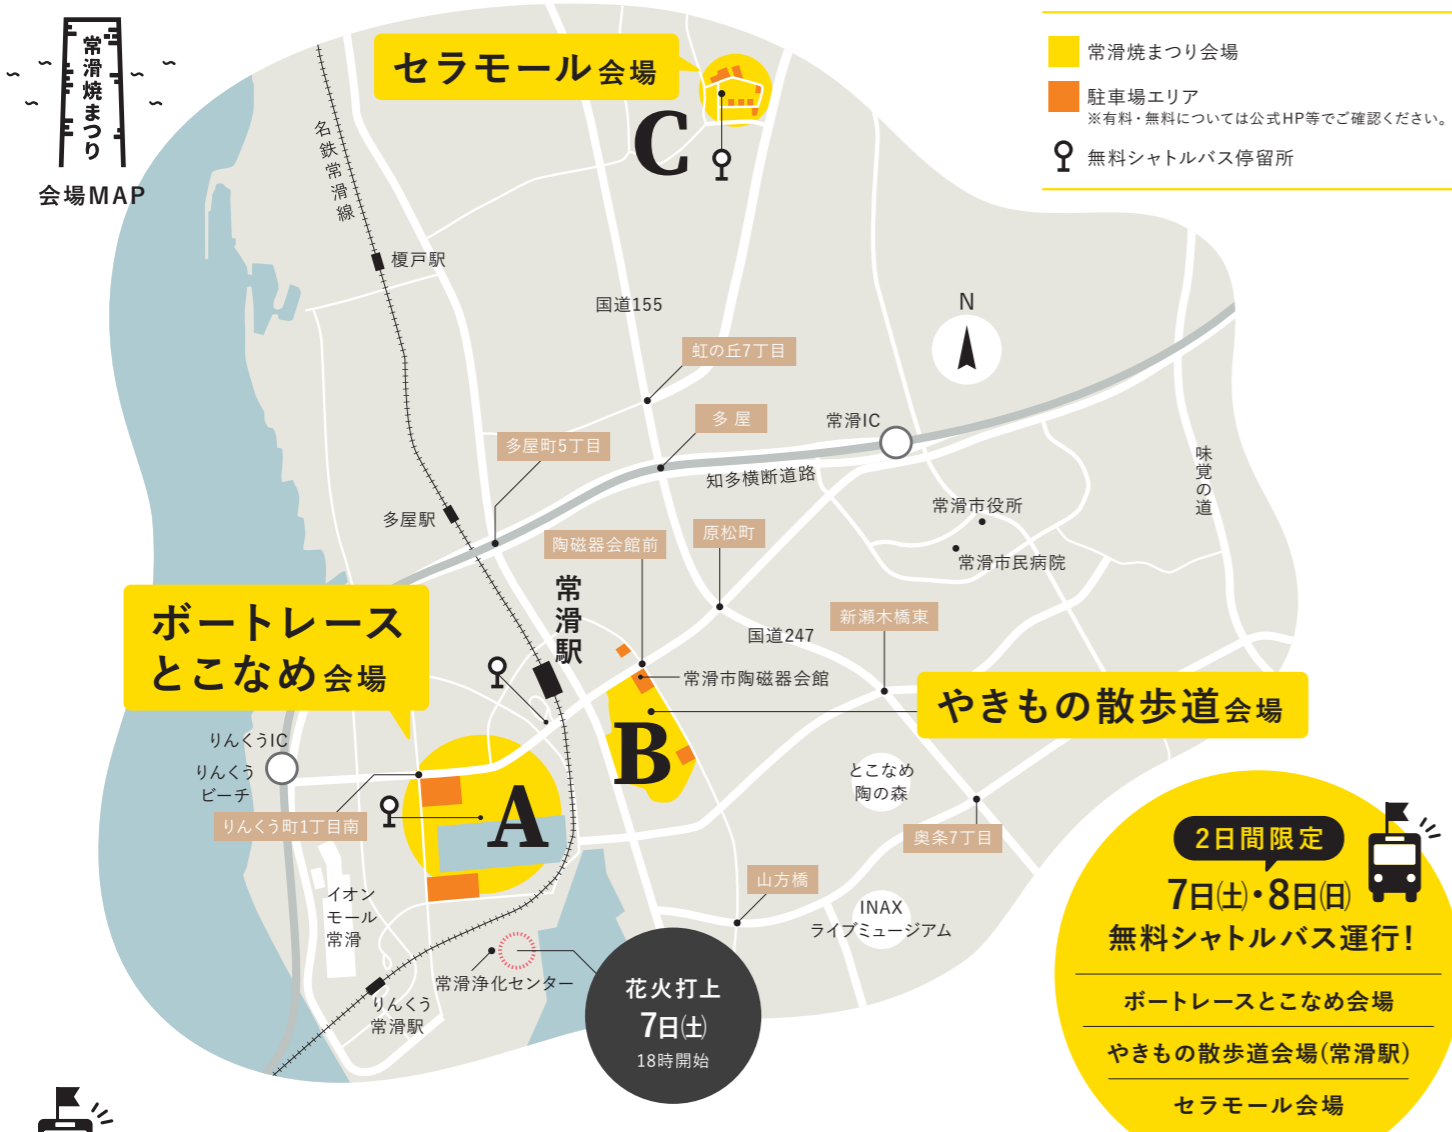 常滑焼まつり
会場MAP
セラモール会場
C
常滑焼まつり会場
駐車場エリア
※有料・無料については公式HP等でご確認ください。
無料シャトルバス停留所
名鉄常滑線
榎戸駅
国道155
N
虹の丘7丁目
多屋
常滑IC
多屋町5丁目
知多横断道路
味覚の道
多屋駅
常滑市役所
陶磁器会館前
原松町
常滑市民病院
常滑駅
ボートレース
とこなめ会場
新瀬木橋東
国道247
常滑市陶磁器会館
やきもの散歩道会場
B
りんくうIC
りんくう
ビーチ
とこなめ
陶の森
A
りんくう町1丁目南
奥条7丁目
山方橋
イオン
モール
常滑
INAX
ライブミュージアム
常滑浄化センター
りんくう
常滑駅
花火打上
7日(土)
18時開始
2日間限定
7日(土)・8日(日)
無料シャトルバス運行!
ボートレースとこなめ会場
やきもの散歩道会場(常滑駅)
セラモール会場